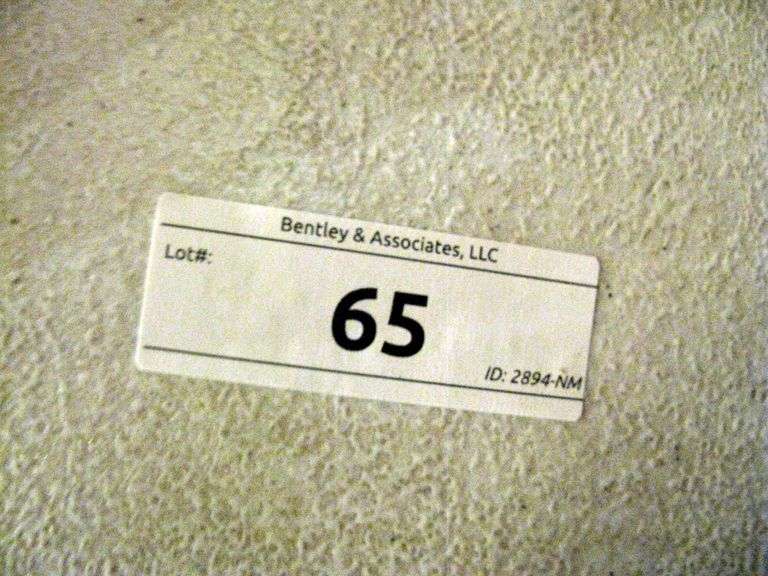 Bentley & Associates, LLC
Lot#:
65
ID: 2894-NM